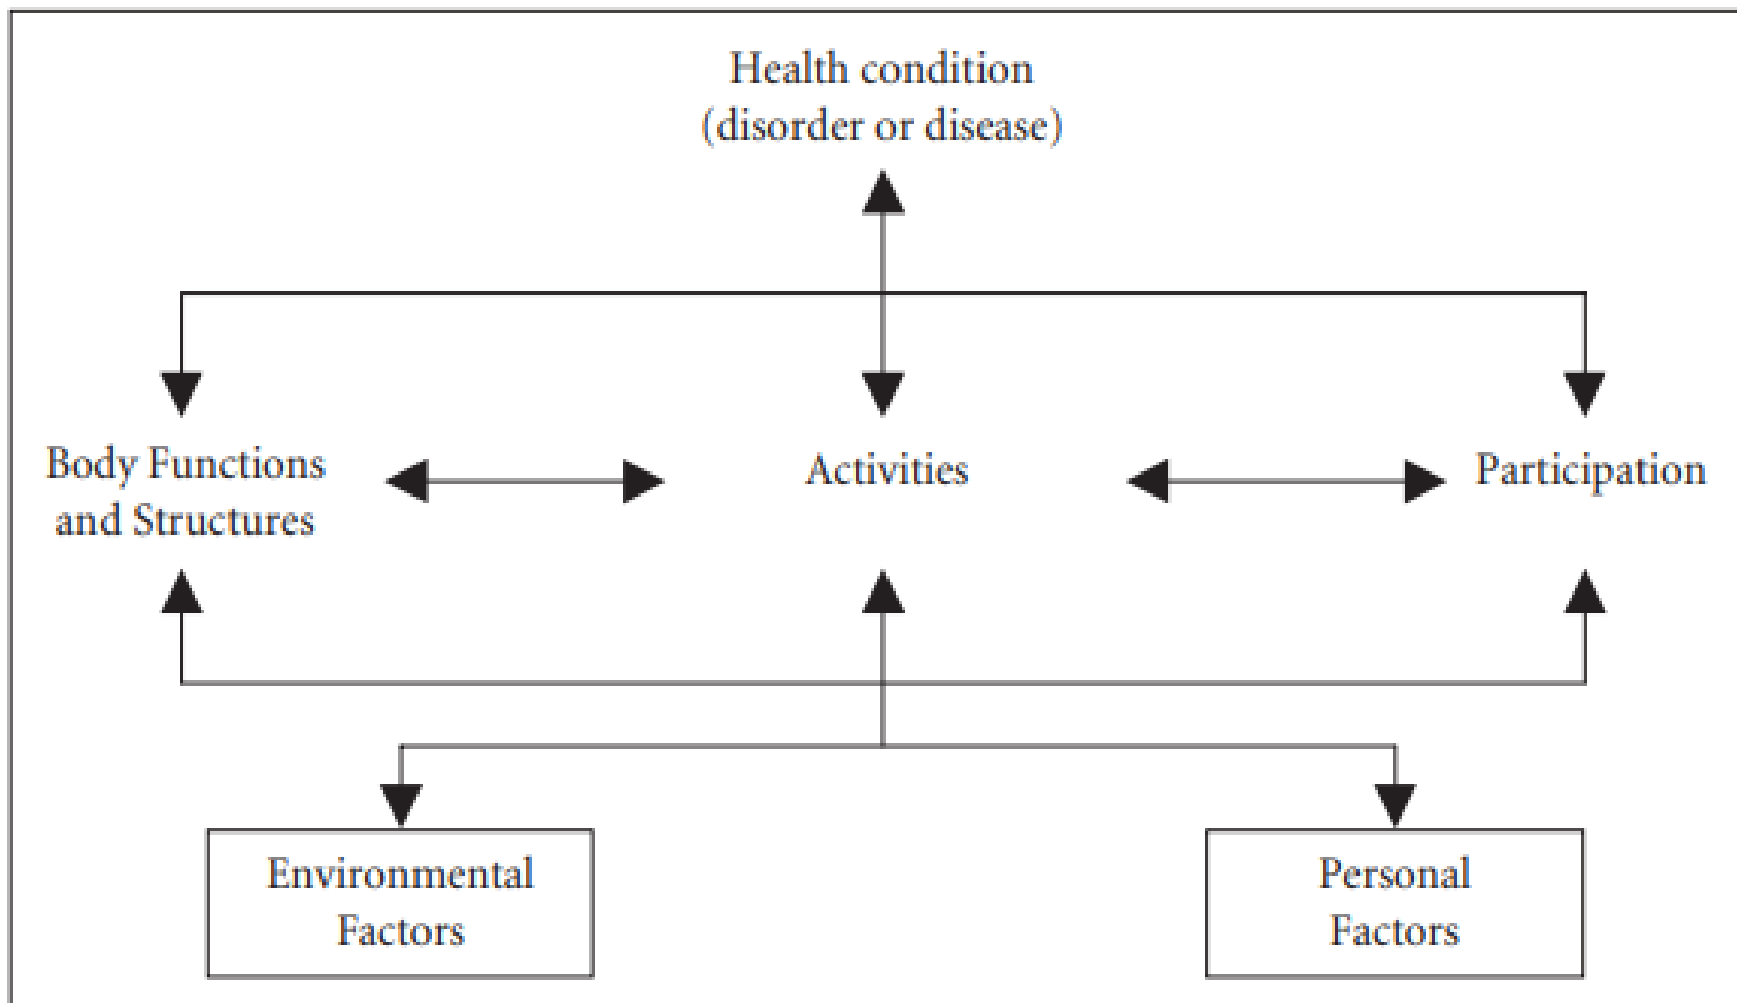 Health condition
(disorder or disease)
Body Functions
and Structures
Activities
Participation
Environmental
Factors
Personal
Factors